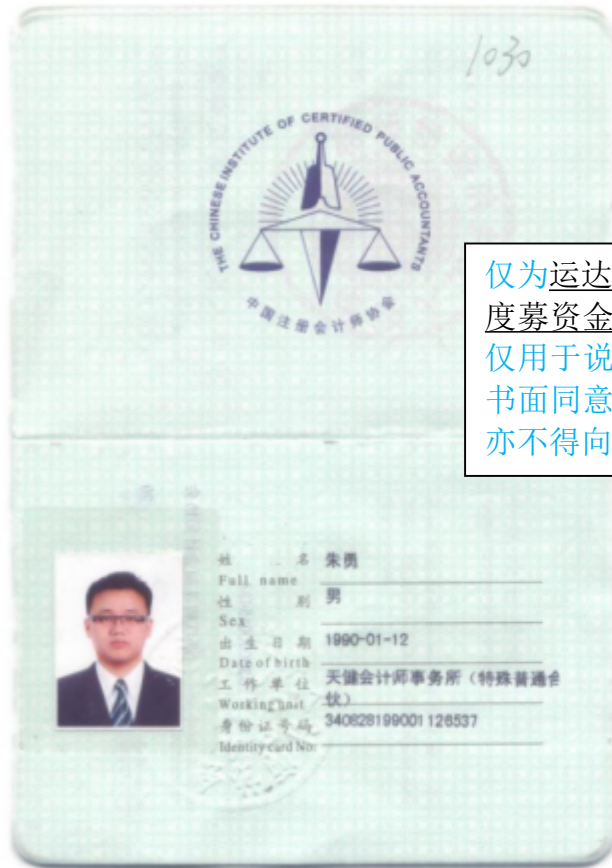 1030
THE CHINESE INSTITUTE OF CERTIFIED PUBLIC ACCOUNTANTS
中国注册会计师协会
仅为运达
度募资金
仅用于说
书面同意
亦不得向
姓 名 朱勇
Full name
性 别 男
Sex
出 生 日 期 1990-01-12
Date of birth
工 作 单 位 天健会计师事务所（特殊普通合
Working unit 伙）
身份证号码 340828199001126537
Identity card No.